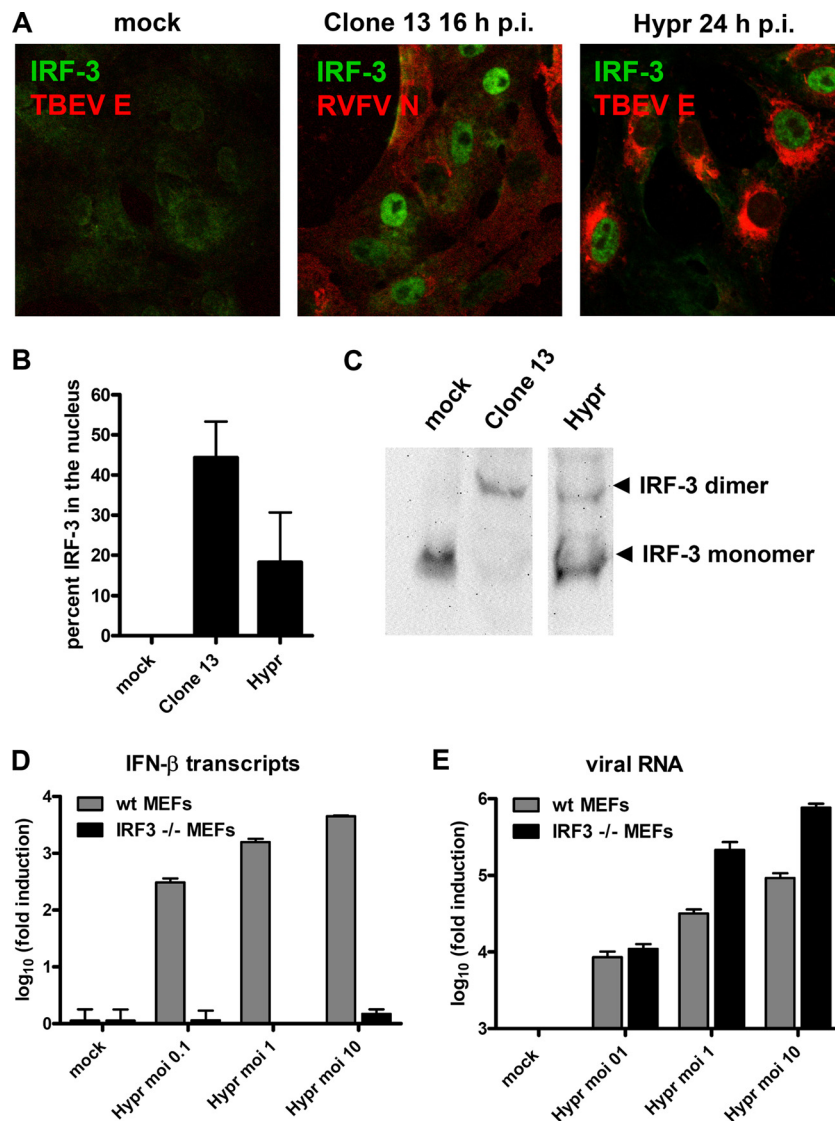 A
mock
Clone 13 16 h p.i.
Hypr 24 h p.i.
IRF-3
TBEV E
IRF-3
RVFV N
IRF-3
TBEV E
B
percent IRF-3 in the nucleus
60
50
40
30
20
10
0
mock
Clone 13
Hypr
C
mock
Clone 13
Hypr
IRF-3 dimer
IRF-3 monomer
D
IFN-β transcripts
log10 (fold induction)
4
3
2
1
0
wt MEFs
IRF3 -/- MEFs
mock
Hypr moi 0.1
Hypr moi 1
Hypr moi 10
E
viral RNA
log10 (fold induction)
6
5
4
3
wt MEFs
IRF3 -/- MEFs
mock
Hypr moi 01
Hypr moi 1
Hypr moi 10